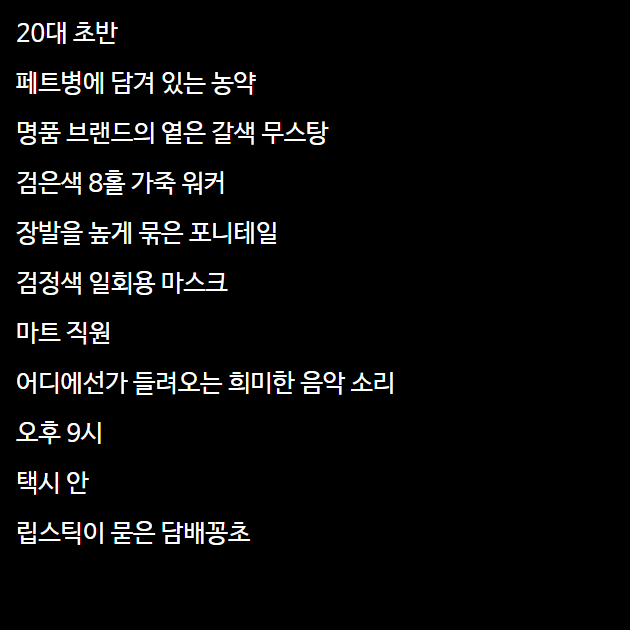 20대 초반
페트병에 담겨 있는 농약
명품 브랜드의 옅은 갈색 무스탕
검은색 8홀 가죽 워커
장발을 높게 묶은 포니테일
검정색 일회용 마스크
마트 직원
어디에선가 들려오는 희미한 음악 소리
오후 9시
택시 안
립스틱이 묻은 담배꽁초